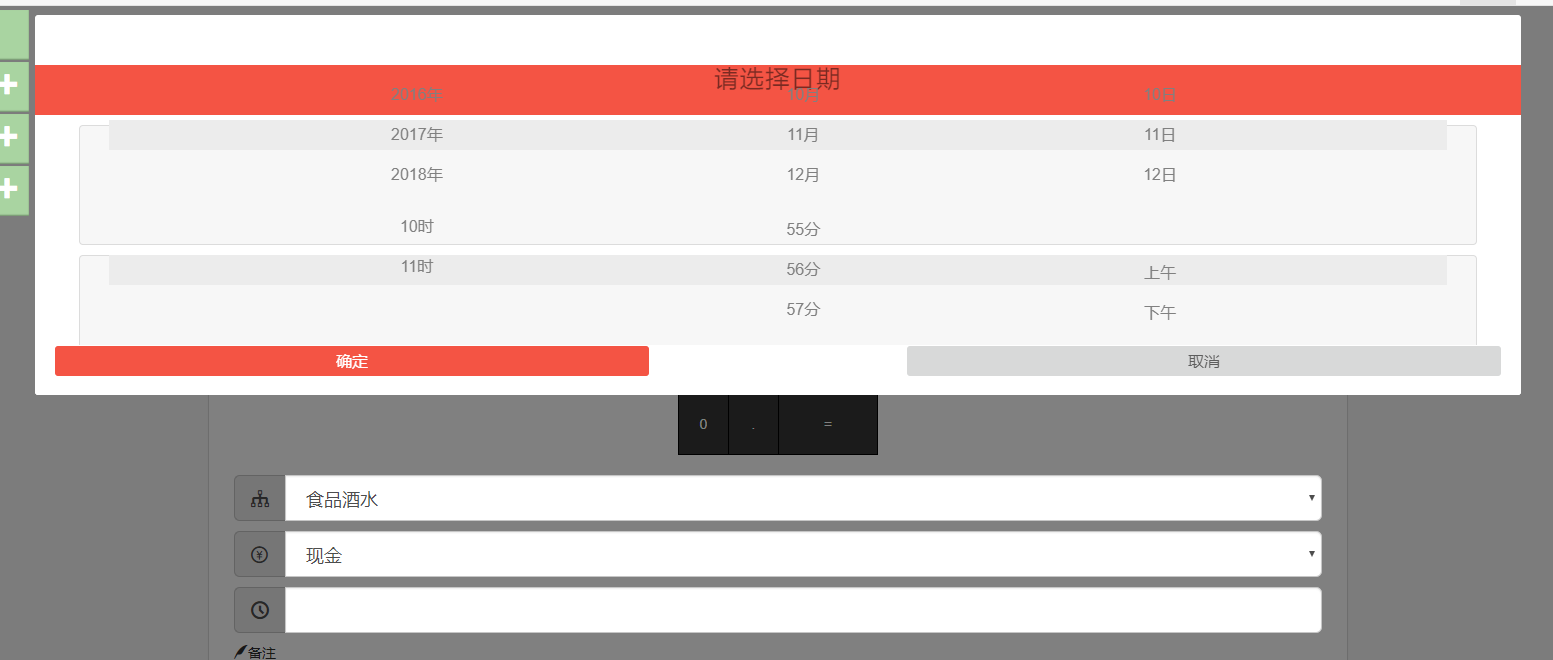 请选择日期
2016年 10月 10日
2017年 11月 11日
2018年 12月 12日
10时 55分
11时 56分 上午
57分 下午
确定 取消
0 . =
食品酒水
现金
备注